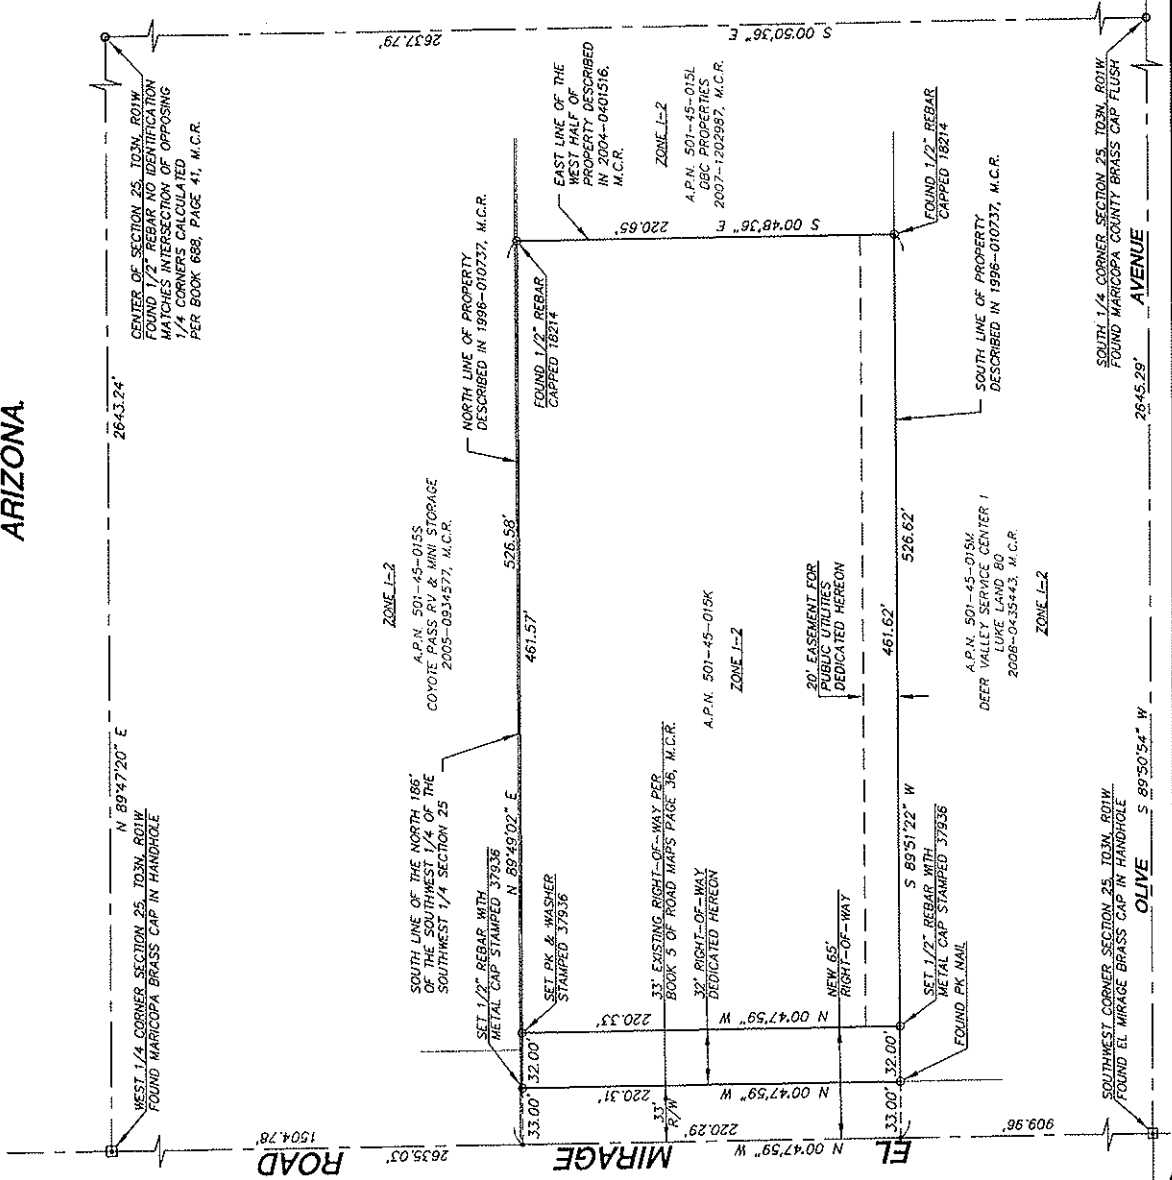 ARIZONA.
WEST 1/4 CORNER SECTION 25, T03N, R01W
FOUND MARICOPA BRASS CAP IN HANDHOLE
N 89°47'20" E
2643.24'
CENTER OF SECTION 25, T03N, R01W
FOUND 1/2" REBAR NO IDENTIFICATION
MATCHES INTERSECTION OF OPPOSING
1/4 CORNERS CALCULATED
PER BOOK 688, PAGE 41, M.C.R.
2637.79'
S 00°50'36" E
ZONE I-2
A.P.N. 501-45-015S
COYOTE PASS RV & MINI STORAGE
2005-0934577, M.C.R.
SOUTH LINE OF THE NORTH 186'
OF THE SOUTHWEST 1/4 OF THE
SOUTHWEST 1/4 SECTION 25
NORTH LINE OF PROPERTY
DESCRIBED IN 1996-010737, M.C.R.
SET 1/2" REBAR WITH
METAL CAP STAMPED 37936
N 89°49'02" E
526.58'
461.57'
SET PK & WASHER
STAMPED 37936
FOUND 1/2" REBAR
CAPPED 18214
EAST LINE OF THE
WEST HALF OF
PROPERTY DESCRIBED
IN 2004-0401516,
M.C.R.
ZONE I-2
A.P.N. 501-45-015L
DBC PROPERTIES
2007-1202987, M.C.R.
220.65'
S 00°48'36" E
33.00'
32.00'
220.33'
N 00°47'59" W
220.31'
N 00°47'59" W
33'
R/W
220.29'
N 00°47'59" W
33' EXISTING RIGHT-OF-WAY PER
BOOK 5 OF ROAD MAPS PAGE 36, M.C.R.
32' RIGHT-OF-WAY
DEDICATED HEREON
A.P.N. 501-45-015K
ZONE I-2
NEW 65'
RIGHT-OF-WAY
20' EASEMENT FOR
PUBLIC UTILITIES
DEDICATED HEREON
33.00'
32.00'
S 89°51'22" W
461.62'
526.62'
SET 1/2" REBAR WITH
METAL CAP STAMPED 37936
FOUND PK NAIL
FOUND 1/2" REBAR
CAPPED 18214
SOUTH LINE OF PROPERTY
DESCRIBED IN 1996-010737, M.C.R.
A.P.N. 501-45-015M
DEER VALLEY SERVICE CENTER 1
LUKE LAND 80
2008-0435443, M.C.R.
ZONE I-2
1504.78'
2635.03'
909.96'
EL MIRAGE ROAD
SOUTHWEST CORNER SECTION 25, T03N, R01W
FOUND EL MIRAGE BRASS CAP IN HANDHOLE
SOUTH 1/4 CORNER SECTION 25, T03N, R01W
FOUND MARICOPA COUNTY BRASS CAP FLUSH
OLIVE AVENUE
S 89°50'54" W
2645.29'